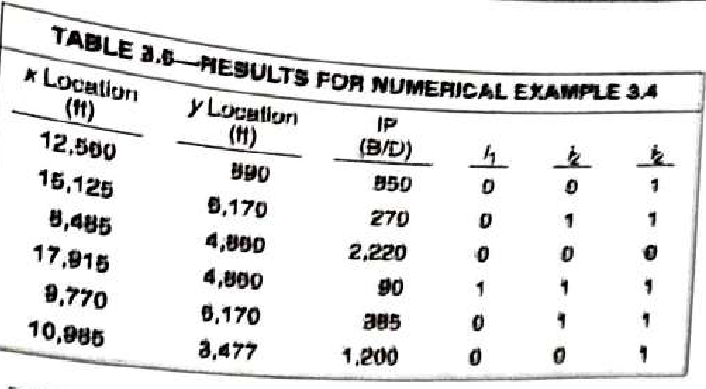 TABLE 3.6—RESULTS FOR NUMERICAL EXAMPLE 3.4
x Location (ft) y Location (ft) IP (B/D) i1 i2 i2
12,560 890 850 0 0 1
15,125 6,170 270 0 1 1
8,485 4,860 2,220 0 0 0
17,915 4,860 90 1 1 1
9,770 6,170 385 0 1 1
10,985 3,477 1,200 0 0 1